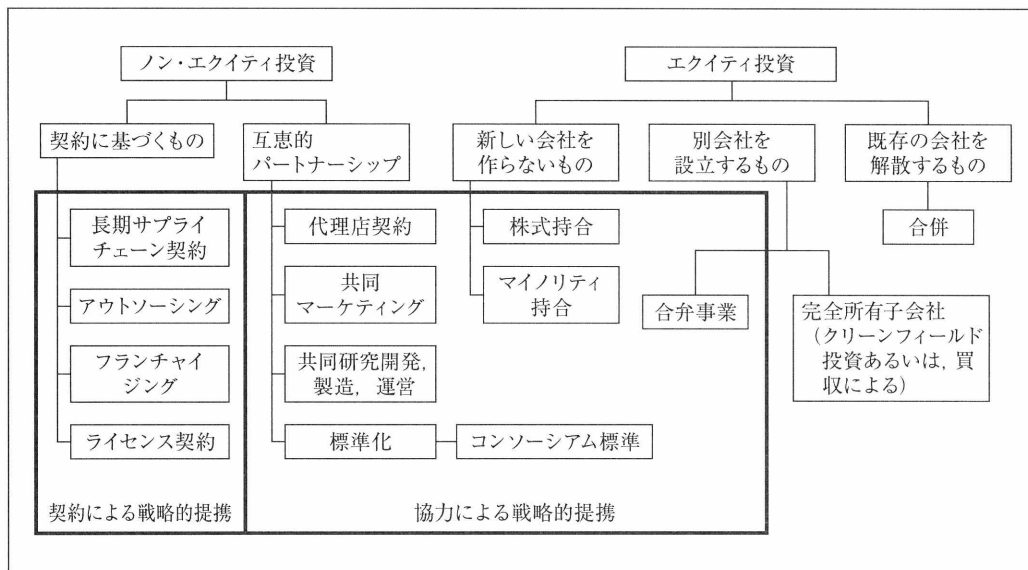 ノン・エクイティ投資
エクイティ投資
契約に基づくもの
互恵的
パートナーシップ
新しい会社を
作らないもの
別会社を
設立するもの
既存の会社を
解散するもの
長期サプライ
チェーン契約
アウトソーシング
フランチャイ
ジング
ライセンス契約
代理店契約
共同
マーケティング
共同研究開発,
製造, 運営
標準化
コンソーシアム標準
株式持合
マイノリティ
持合
合弁事業
完全所有子会社
(クリーンフィールド
投資あるいは, 買
収による)
合併
契約による戦略的提携
協力による戦略的提携